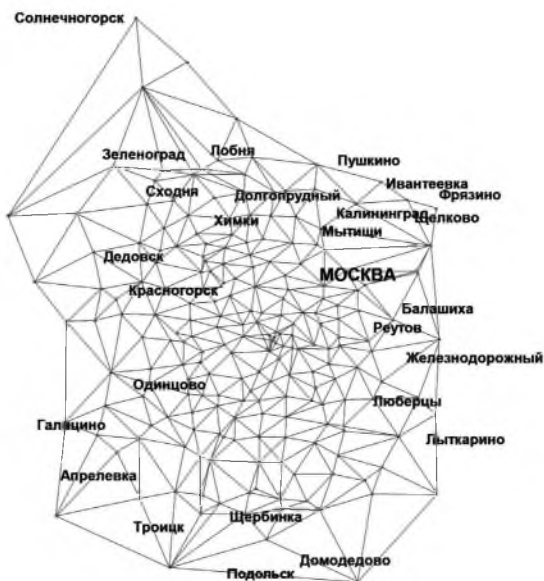 Солнечногорск
Зеленоград
Лобня
Пушкино
Сходня
Долгопрудный
Ивантеевка
Фрязино
Химки
Калининград
Щелково
Мытищи
Дедовск
МОСКВА
Красногорск
Балашиха
Реутов
Железнодорожный
Одинцово
Люберцы
Галицино
Лыткарино
Апрелевка
Троицк
Щербинка
Домодедово
Подольск